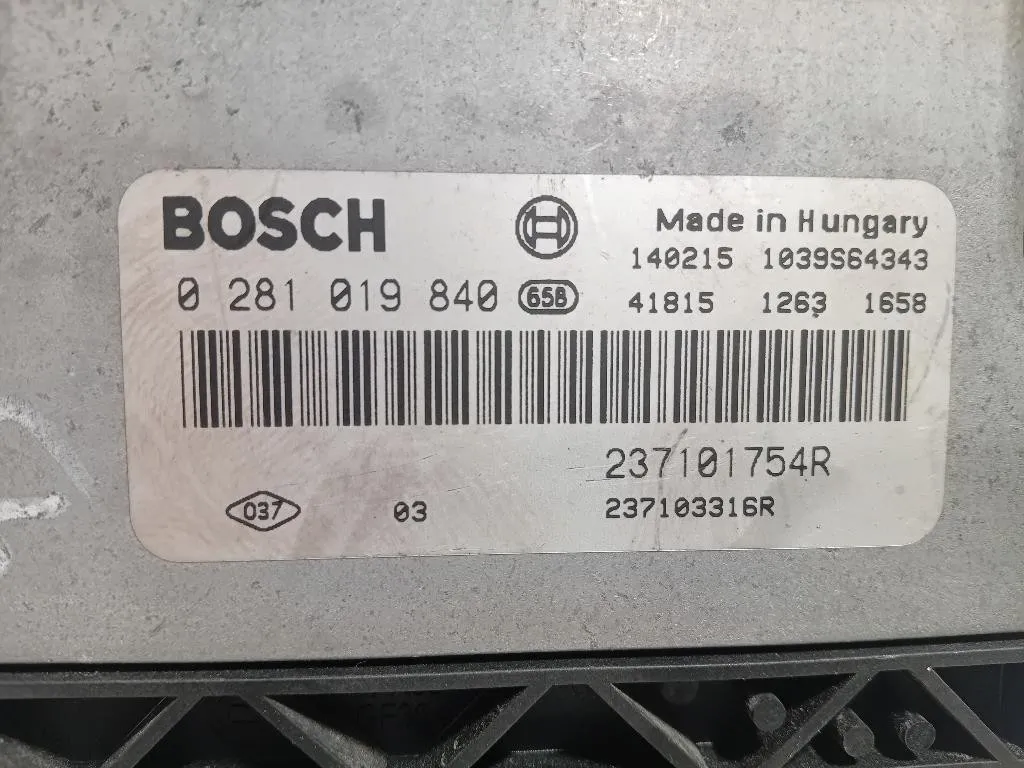 BOSCH
Made in Hungary
140215 1039S64343
0 281 019 840 658
41815 1263 1658
237101754R
037 03 237103316R